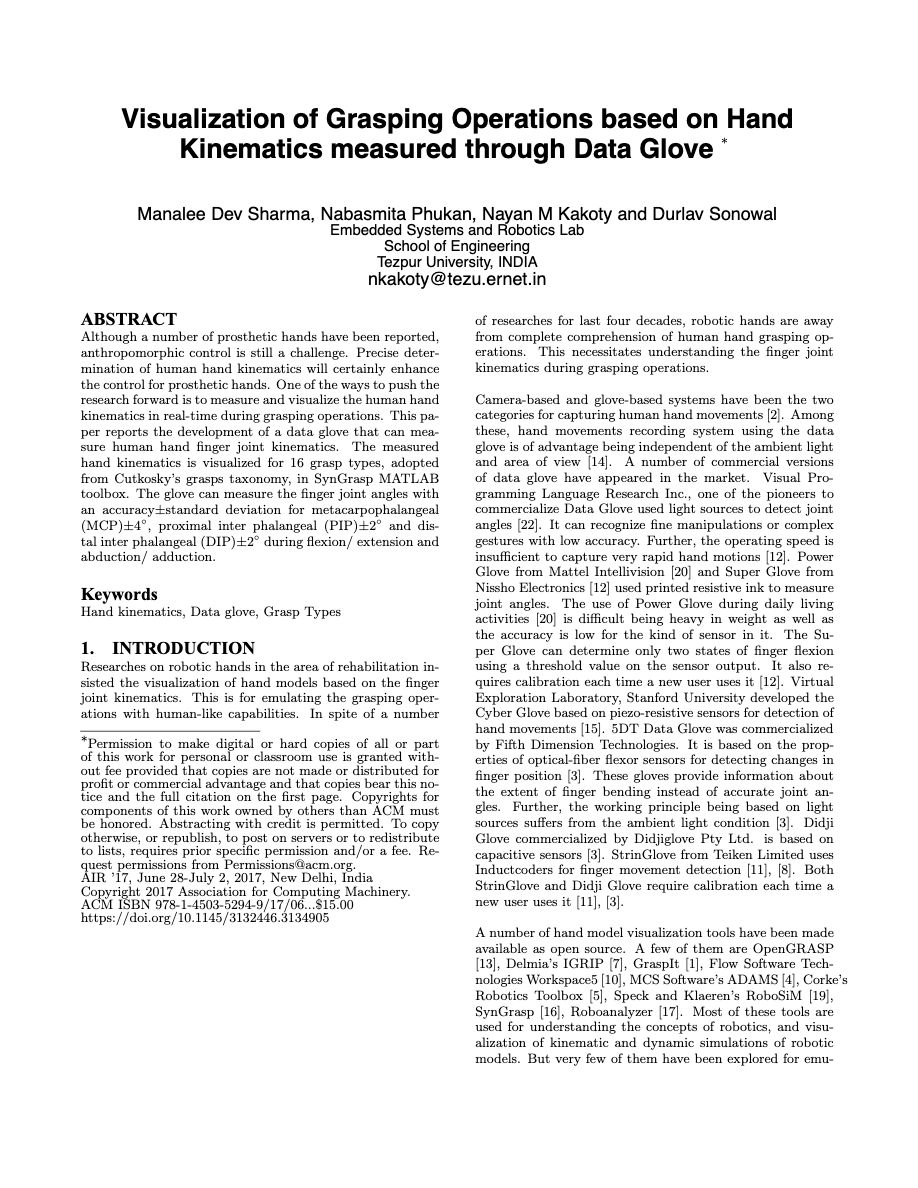 Visualization of Grasping Operations based on Hand
Kinematics measured through Data Glove *
Manalee Dev Sharma, Nabasmita Phukan, Nayan M Kakoty and Durlav Sonowal
Embedded Systems and Robotics Lab
School of Engineering
Tezpur University, INDIA
nkakoty@tezu.ernet.in
ABSTRACT
Although a number of prosthetic hands have been reported,
anthropomorphic control is still a challenge. Precise deter-
mination of human hand kinematics will certainly enhance
the control for prosthetic hands. One of the ways to push the
research forward is to measure and visualize the human hand
kinematics in real-time during grasping operations. This pa-
per reports the development of a data glove that can mea-
sure human hand finger joint kinematics. The measured
hand kinematics is visualized for 16 grasp types, adopted
from Cutkosky's grasps taxonomy, in SynGrasp MATLAB
toolbox. The glove can measure the finger joint angles with
an accuracy±standard deviation for metacarpophalangeal
(MCP)±4°, proximal inter phalangeal (PIP)±2° and dis-
tal inter phalangeal (DIP)±2° during flexion/ extension and
abduction/ adduction.
Keywords
Hand kinematics, Data glove, Grasp Types
1. INTRODUCTION
Researches on robotic hands in the area of rehabilitation in-
sisted the visualization of hand models based on the finger
joint kinematics. This is for emulating the grasping oper-
ations with human-like capabilities. In spite of a number
*Permission to make digital or hard copies of all or part
of this work for personal or classroom use is granted with-
out fee provided that copies are not made or distributed for
profit or commercial advantage and that copies bear this no-
tice and the full citation on the first page. Copyrights for
components of this work owned by others than ACM must
be honored. Abstracting with credit is permitted. To copy
otherwise, or republish, to post on servers or to redistribute
to lists, requires prior specific permission and/or a fee. Re-
quest permissions from Permissions@acm.org.
AIR '17, June 28-July 2, 2017, New Delhi, India
Copyright 2017 Association for Computing Machinery.
ACM ISBN 978-1-4503-5294-9/17/06...$15.00
https://doi.org/10.1145/3132446.3134905
of researches for last four decades, robotic hands are away
from complete comprehension of human hand grasping op-
erations. This necessitates understanding the finger joint
kinematics during grasping operations.
Camera-based and glove-based systems have been the two
categories for capturing human hand movements [2]. Among
these, hand movements recording system using the data
glove is of advantage being independent of the ambient light
and area of view [14]. A number of commercial versions
of data glove have appeared in the market. Visual Pro-
gramming Language Research Inc., one of the pioneers to
commercialize Data Glove used light sources to detect joint
angles [22]. It can recognize fine manipulations or complex
gestures with low accuracy. Further, the operating speed is
insufficient to capture very rapid hand motions [12]. Power
Glove from Mattel Intellivision [20] and Super Glove from
Nissho Electronics [12] used printed resistive ink to measure
joint angles. The use of Power Glove during daily living
activities [20] is difficult being heavy in weight as well as
the accuracy is low for the kind of sensor in it. The Su-
per Glove can determine only two states of finger flexion
using a threshold value on the sensor output. It also re-
quires calibration each time a new user uses it [12]. Virtual
Exploration Laboratory, Stanford University developed the
Cyber Glove based on piezo-resistive sensors for detection of
hand movements [15]. 5DT Data Glove was commercialized
by Fifth Dimension Technologies. It is based on the prop-
erties of optical-fiber flexor sensors for detecting changes in
finger position [3]. These gloves provide information about
the extent of finger bending instead of accurate joint an-
gles. Further, the working principle being based on light
sources suffers from the ambient light condition [3]. Didji
Glove commercialized by Didjiglove Pty Ltd. is based on
capacitive sensors [3]. StrinGlove from Teiken Limited uses
Inductcoders for finger movement detection [11], [8]. Both
StrinGlove and Didji Glove require calibration each time a
new user uses it [11], [3].
A number of hand model visualization tools have been made
available as open source. A few of them are OpenGRASP
[13], Delmia's IGRIP [7], GraspIt [1], Flow Software Tech-
nologies Workspace5 [10], MCS Software's ADAMS [4], Corke's
Robotics Toolbox [5], Speck and Klaeren's RoboSiM [19],
SynGrasp [16], Roboanalyzer [17]. Most of these tools are
used for understanding the concepts of robotics, and visu-
alization of kinematic and dynamic simulations of robotic
models. But very few of them have been explored for emu-